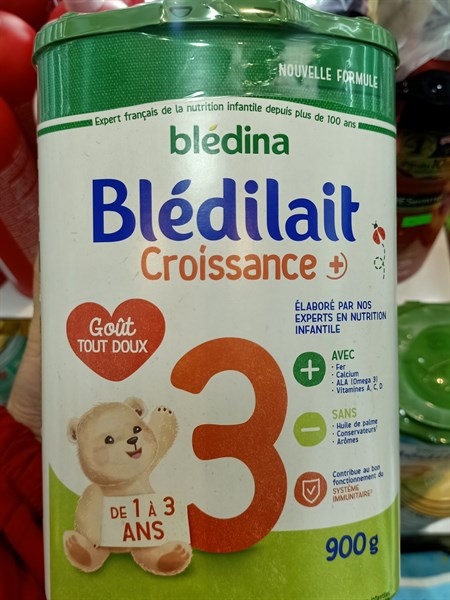 NOUVELLE FORMULE
Expert français de la nutrition infantile depuis plus de 100 ans
blédina
Blédilait
Croissance +
Goût
TOUT DOUX
ÉLABORÉ PAR NOS
EXPERTS EN NUTRITION
INFANTILE
+ AVEC
· Fer
· Calcium
· ALA (Omega 3)
· Vitamines A, C, D
- SANS
· Huile de palme
· Conservateurs*
· Arômes
Contribue au bon
fonctionnement du
SYSTÈME
IMMUNITAIRE
3
DE 1 À 3
ANS
900g